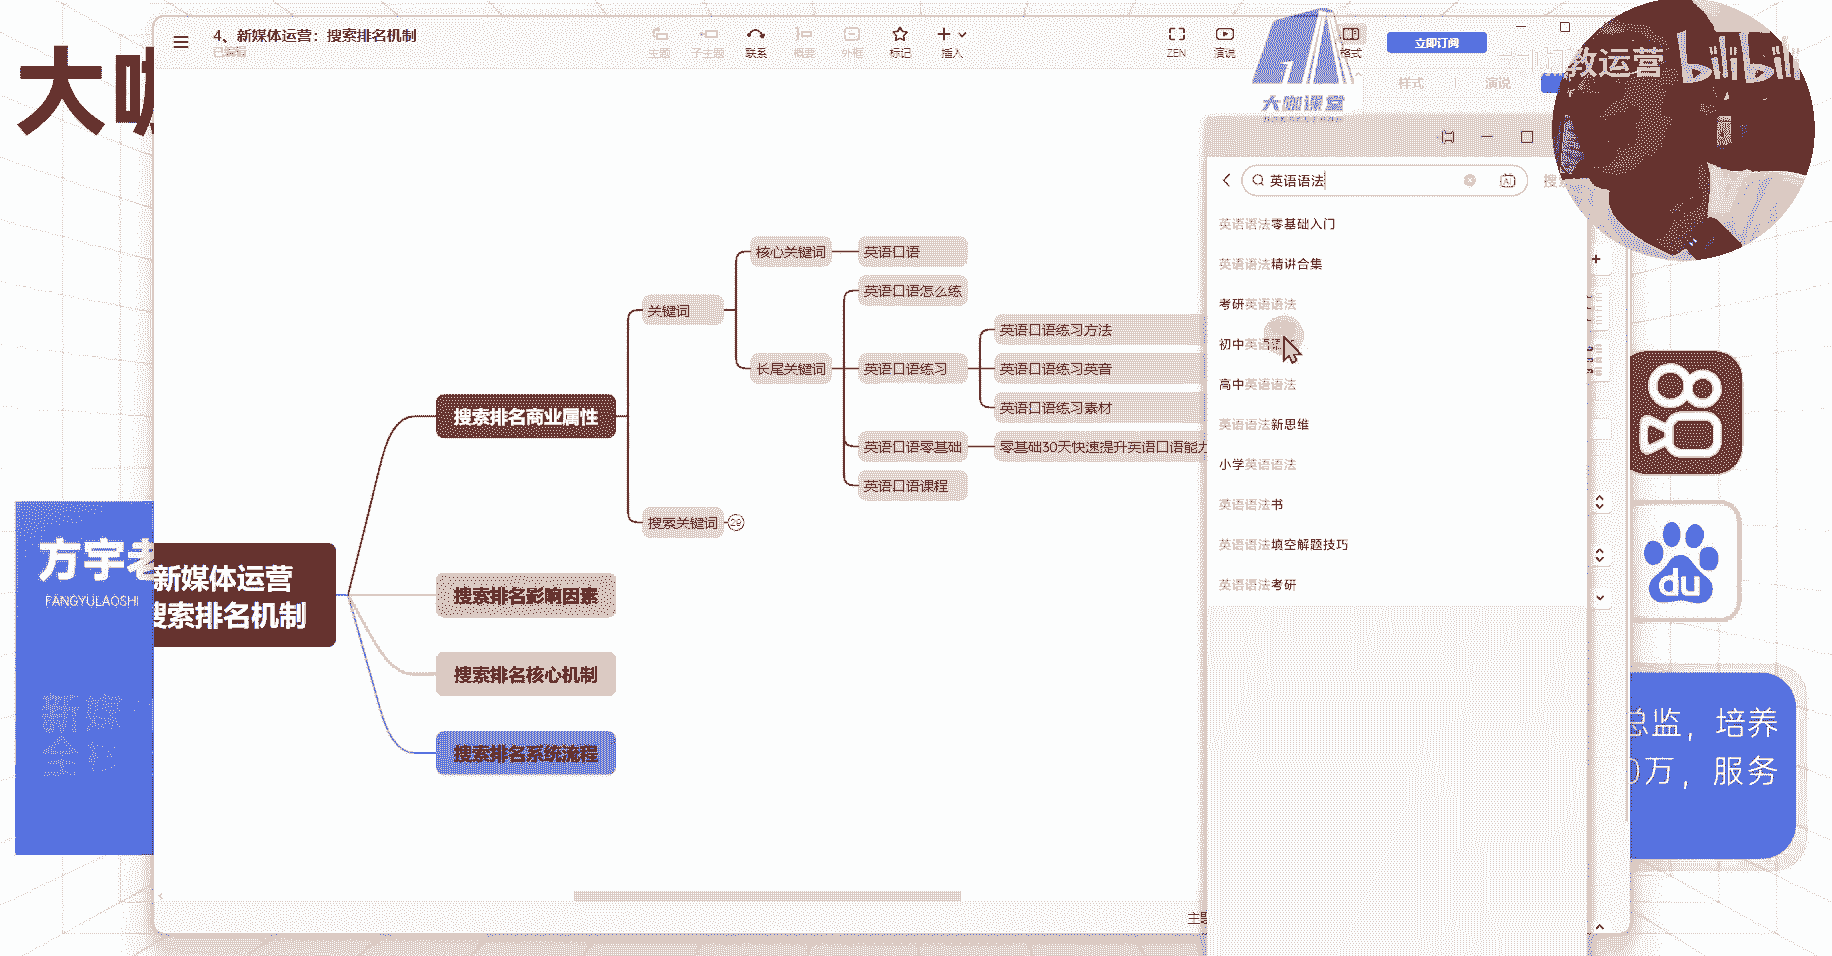 4、新媒体运营：搜索排名机制
已编辑
主题
子主题
联系
概要
外框
标记
插入
ZEN
演说
格式
立即订阅
样式
演说
教运营 bilibili
大咖课堂
大咖
方宇老
FANGYULAOSHI
新媒
全
新媒体运营
搜索排名机制
搜索排名商业属性
搜索排名影响因素
搜索排名核心机制
搜索排名系统流程
关键词
搜索关键词
29
核心关键词
长尾关键词
英语口语
英语口语怎么练
英语口语练习
英语口语零基础
英语口语课程
英语口语练习方法
英语口语练习英音
英语口语练习素材
零基础30天快速提升英语口语能力
英语语法
AI
搜
英语语法零基础入门
英语语法精讲合集
考研英语语法
初中英语语
高中英语语法
英语语法新思维
小学英语语法
英语语法书
英语语法填空解题技巧
英语语法考研
主题
du
总监，培养
0万，服务